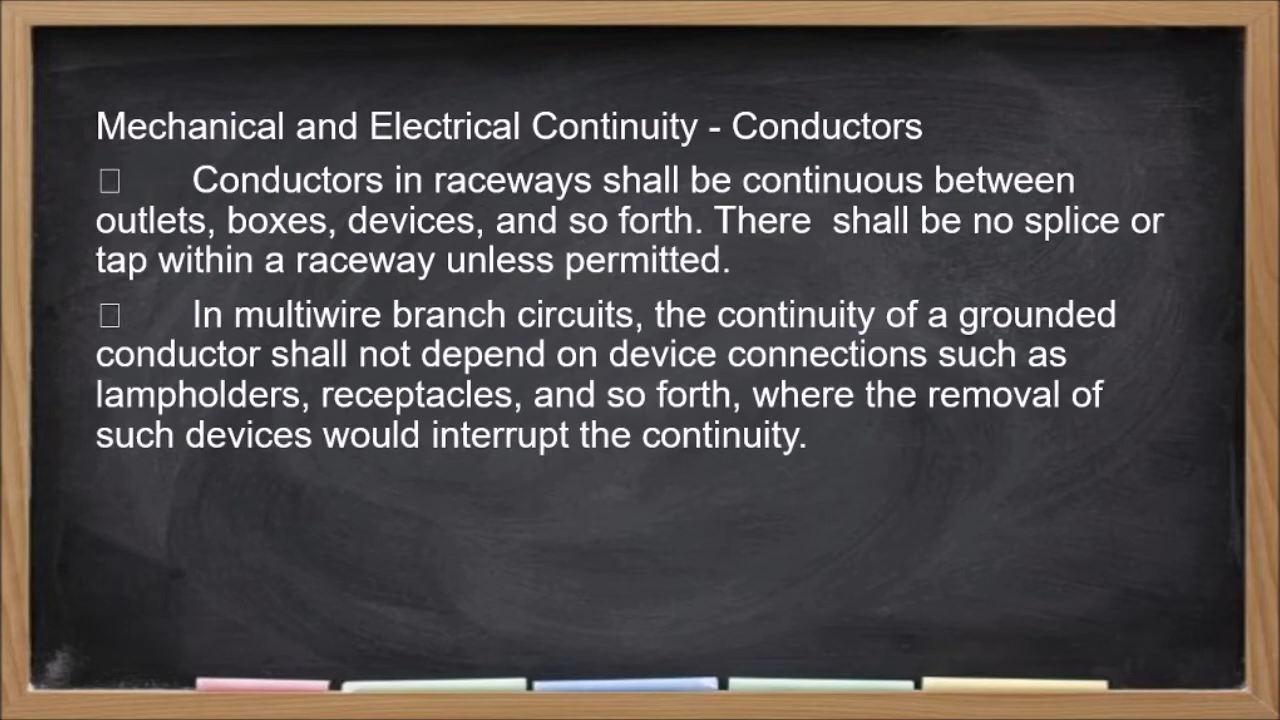 Mechanical and Electrical Continuity - Conductors
Conductors in raceways shall be continuous between
outlets, boxes, devices, and so forth. There  shall be no splice or
tap within a raceway unless permitted.
In multiwire branch circuits, the continuity of a grounded
conductor shall not depend on device connections such as
lampholders, receptacles, and so forth, where the removal of
such devices would interrupt the continuity.